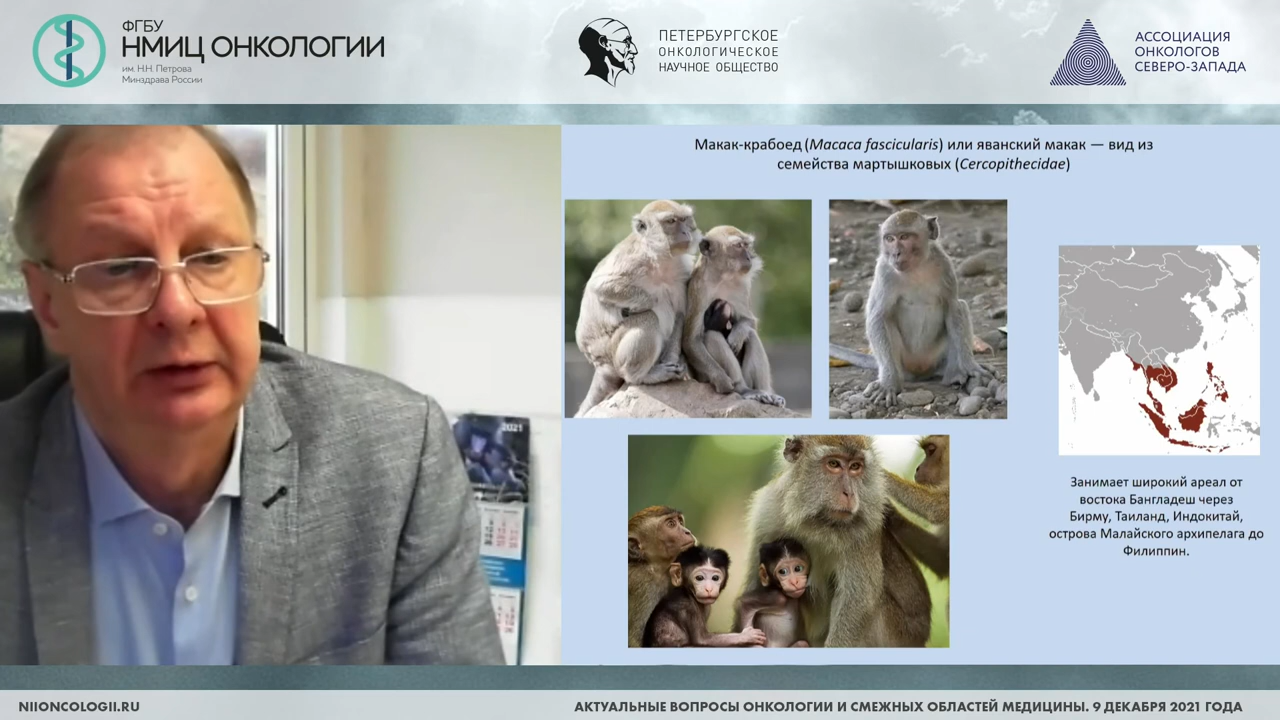 ФГБУ
НМИЦ ОНКОЛОГИИ
им. Н.Н. Петрова
Минздрава России
ПЕТЕРБУРГСКОЕ
ОНКОЛОГИЧЕСКОЕ
НАУЧНОЕ ОБЩЕСТВО
АССОЦИАЦИЯ
ОНКОЛОГОВ
СЕВЕРО-ЗАПАДА
Макак-крабоед (Macaca fascicularis) или яванский макак — вид из
семейства мартышковых (Cercopithecidae)
2021
Занимает широкий ареал от
востока Бангладеш через
Бирму, Таиланд, Индокитай,
острова Малайского архипелага до
Филиппин.
NIIONCOLOGII.RU
АКТУАЛЬНЫЕ ВОПРОСЫ ОНКОЛОГИИ И СМЕЖНЫХ ОБЛАСТЕЙ МЕДИЦИНЫ. 9 ДЕКАБРЯ 2021 ГОДА